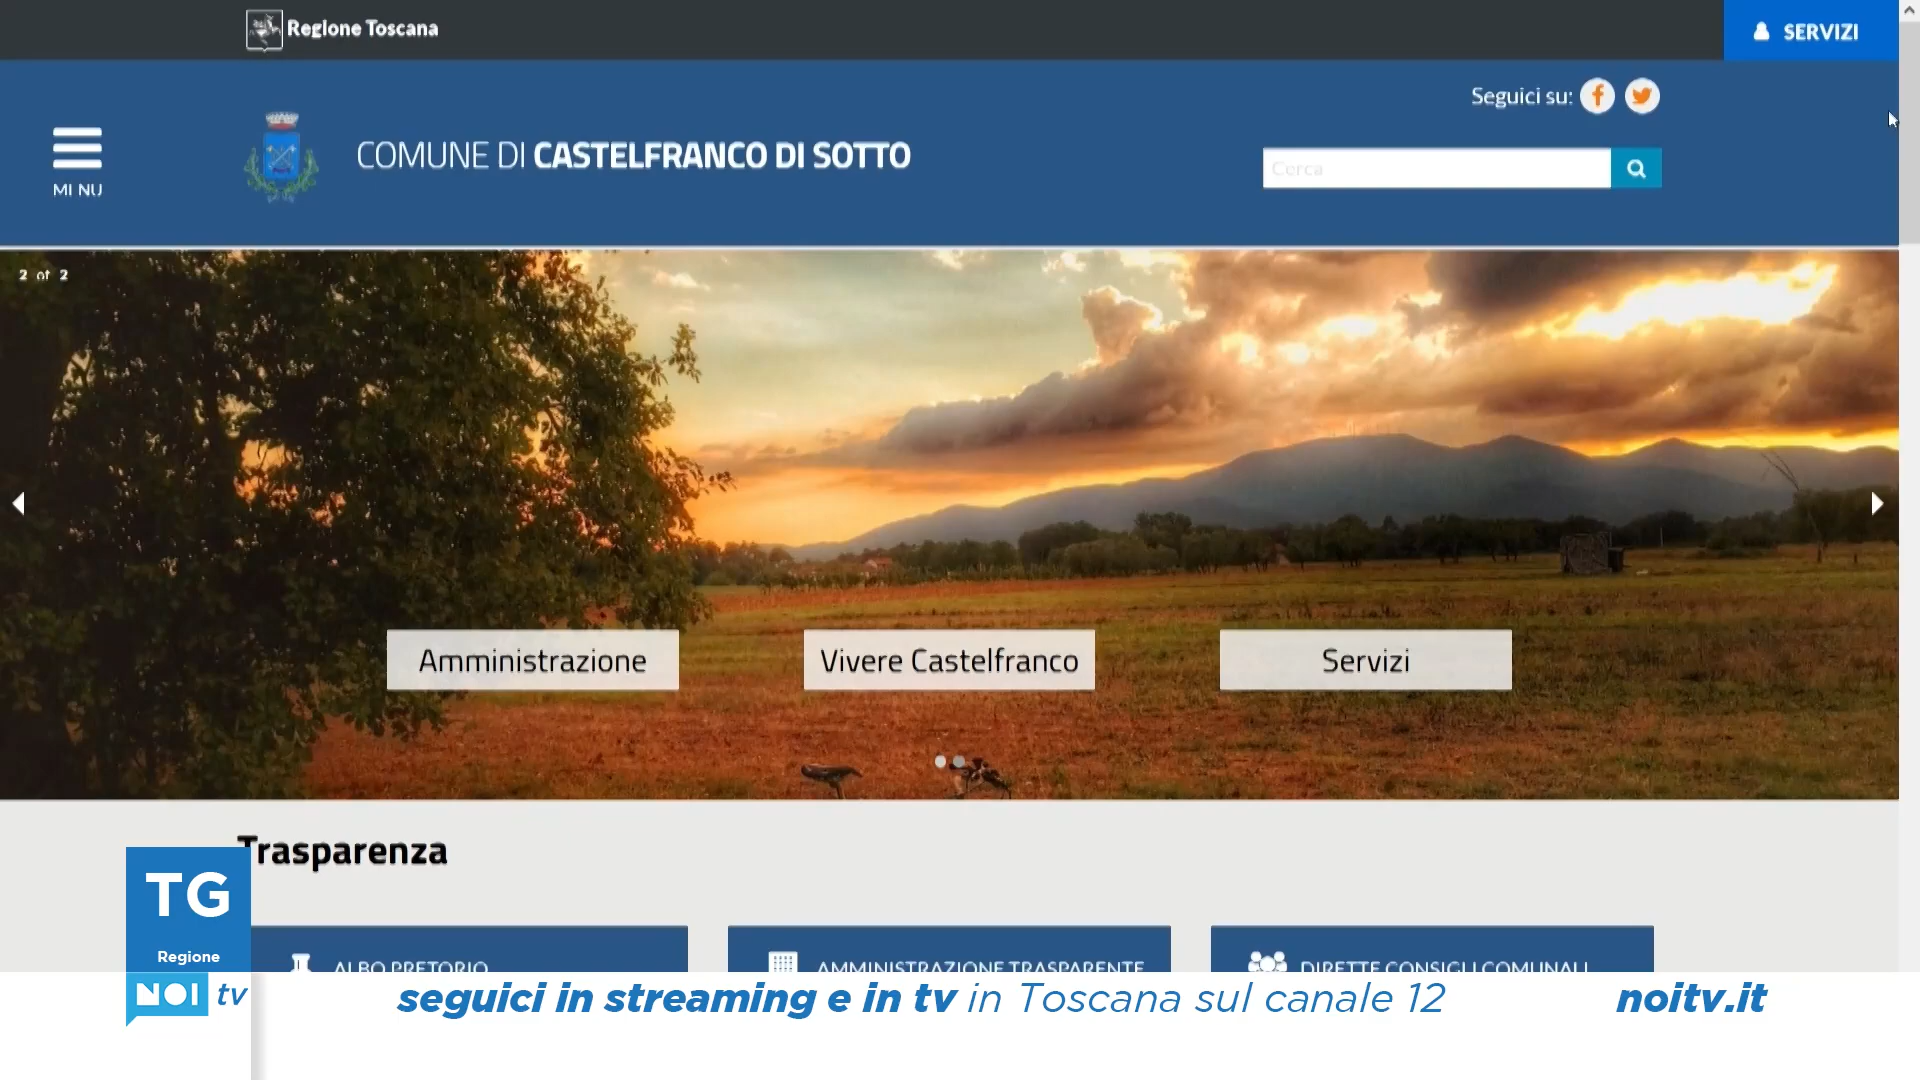 Regione Toscana
SERVIZI
Seguici su:
COMUNE DI CASTELFRANCO DI SOTTO
Cerca
MENU
2 of 2
Amministrazione
Vivere Castelfranco
Servizi
Trasparenza
ALBO PRETORIO
AMMINISTRAZIONE TRASPARENTE
DIRETTE CONSIGLI COMUNALI
TG
Regione
NOI tv
seguici in streaming e in tv in Toscana sul canale 12
noitv.it